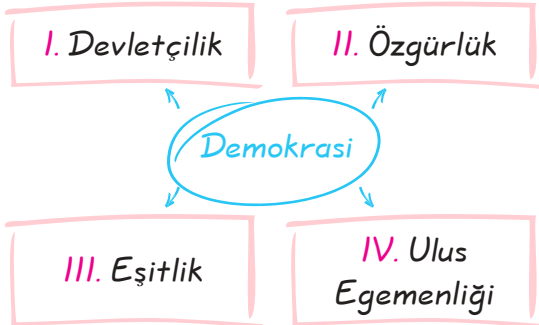 I. Devletçilik
II. Özgürlük
Demokrasi
III. Eşitlik
IV. Ulus
Egemenliği